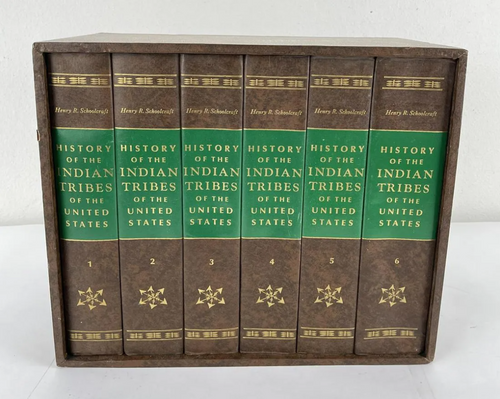 Henry R. Schoolcraft
HISTORY
OF THE
INDIAN
TRIBES
OF THE
UNITED
STATES
1
Henry R. Schoolcraft
HISTORY
OF THE
INDIAN
TRIBES
OF THE
UNITED
STATES
2
Henry R. Schoolcraft
HISTORY
OF THE
INDIAN
TRIBES
OF THE
UNITED
STATES
3
Henry R. Schoolcraft
HISTORY
OF THE
INDIAN
TRIBES
OF THE
UNITED
STATES
4
Henry R. Schoolcraft
HISTORY
OF THE
INDIAN
TRIBES
OF THE
UNITED
STATES
5
Henry R. Schoolcraft
HISTORY
OF THE
INDIAN
TRIBES
OF THE
UNITED
STATES
6